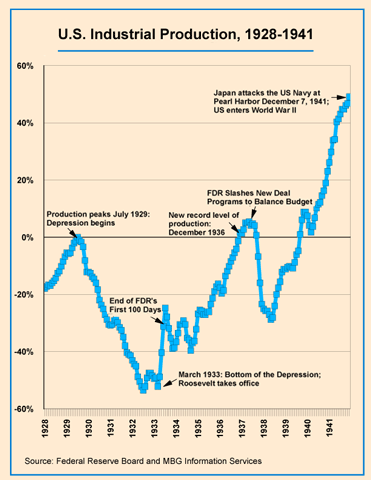 U.S. Industrial Production, 1928-1941
60%
40%
20%
0%
-20%
-40%
-60%
Japan attacks the US Navy at
Pearl Harbor December 7, 1941;
US enters World War II
FDR Slashes New Deal
Programs to Balance Budget
Production peaks July 1929:
Depression begins
New record level of
production:
December 1936
End of FDR's
First 100 Days
March 1933: Bottom of the Depression;
Roosevelt takes office
1928
1929
1930
1931
1932
1933
1934
1935
1936
1937
1938
1939
1940
1941
Source: Federal Reserve Board and MBG Information Services